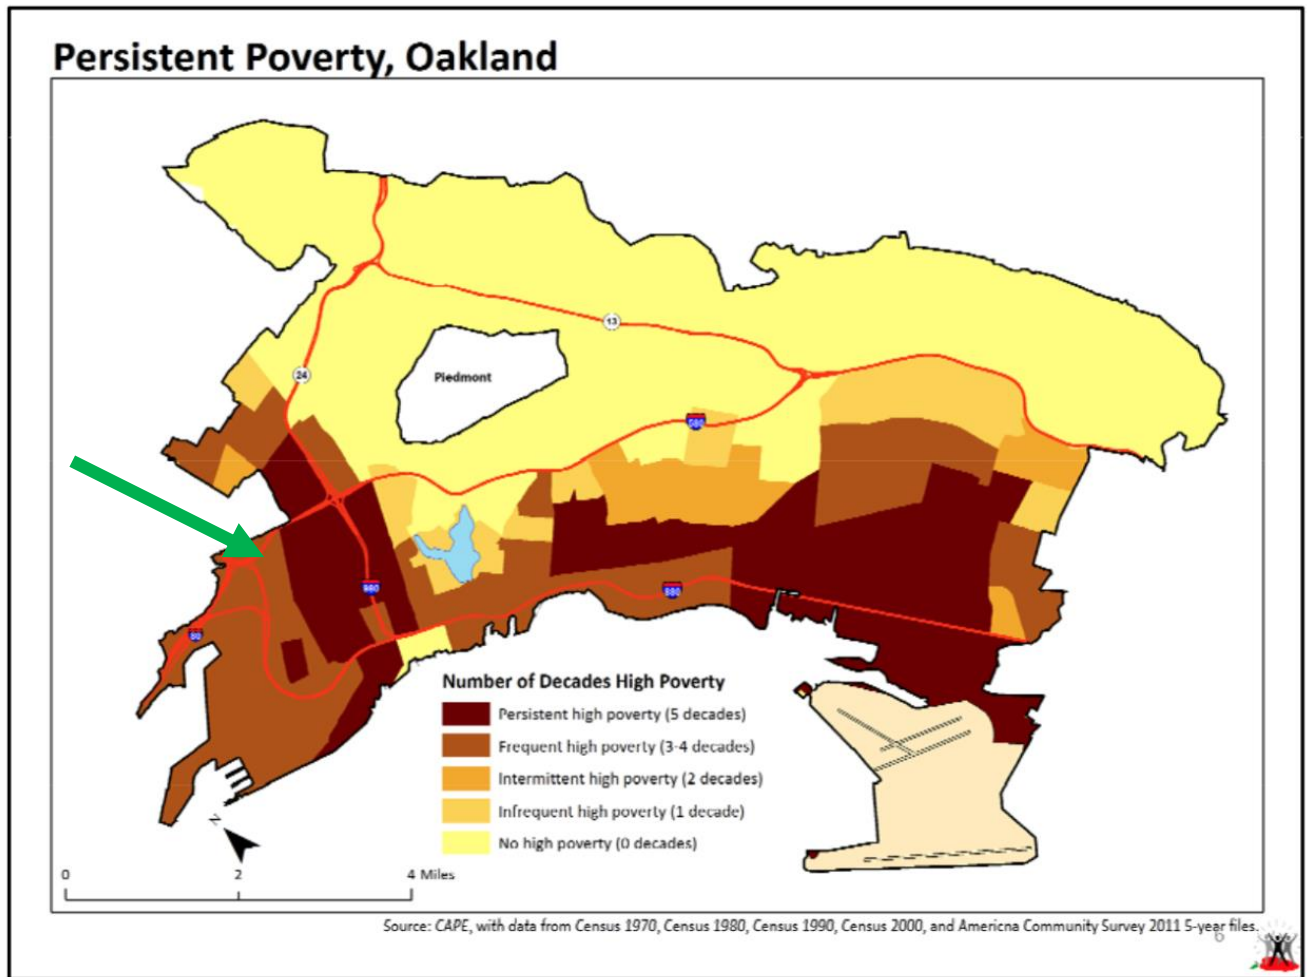 Persistent Poverty, Oakland
24
13
Piedmont
580
980
880
80
Number of Decades High Poverty
Persistent high poverty (5 decades)
Frequent high poverty (3-4 decades)
Intermittent high poverty (2 decades)
Infrequent high poverty (1 decade)
No high poverty (0 decades)
N
0 2 4 Miles
Source: CAPE, with data from Census 1970, Census 1980, Census 1990, Census 2000, and Americna Community Survey 2011 5-year files.
6